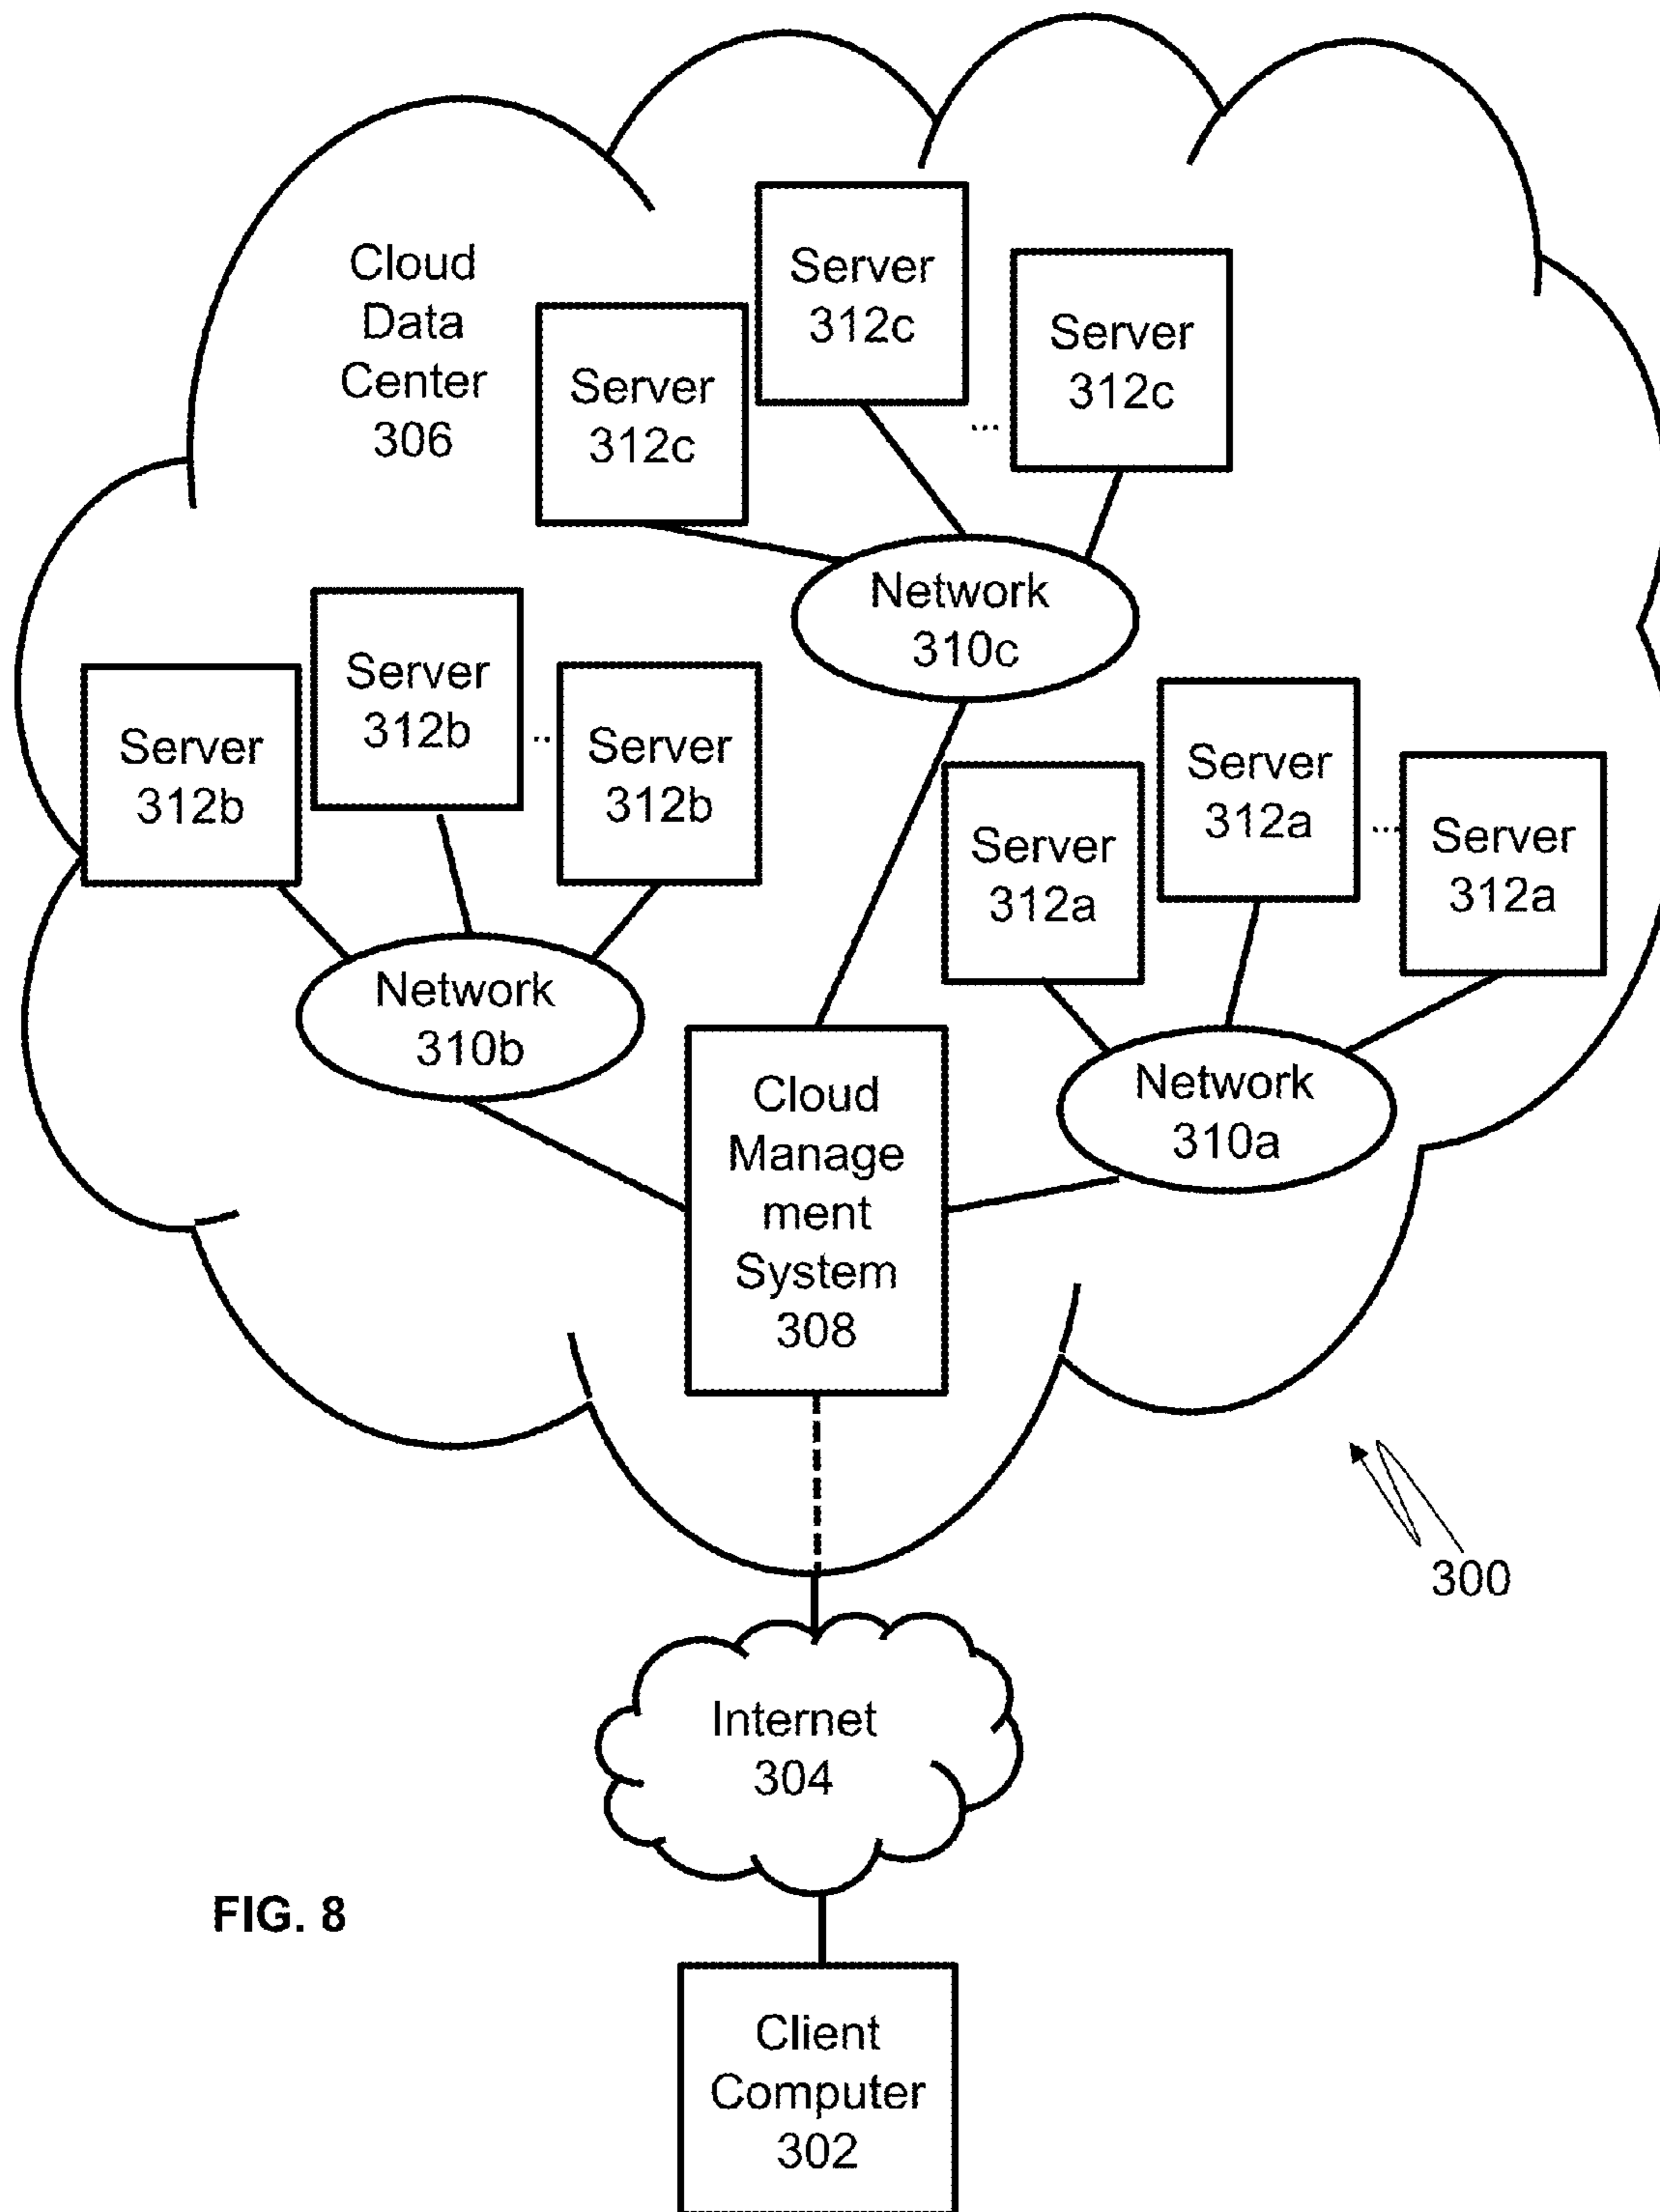 Cloud
Data
Center
306
Server
312c
Server
312c
...
Server
312c
Network
310c
Server
312b
Server
312b
..
Server
312b
Network
310b
Server
312a
Server
312a
...
Server
312a
Network
310a
Cloud
Manage
ment
System
308
300
Internet
304
FIG. 8
Client
Computer
302